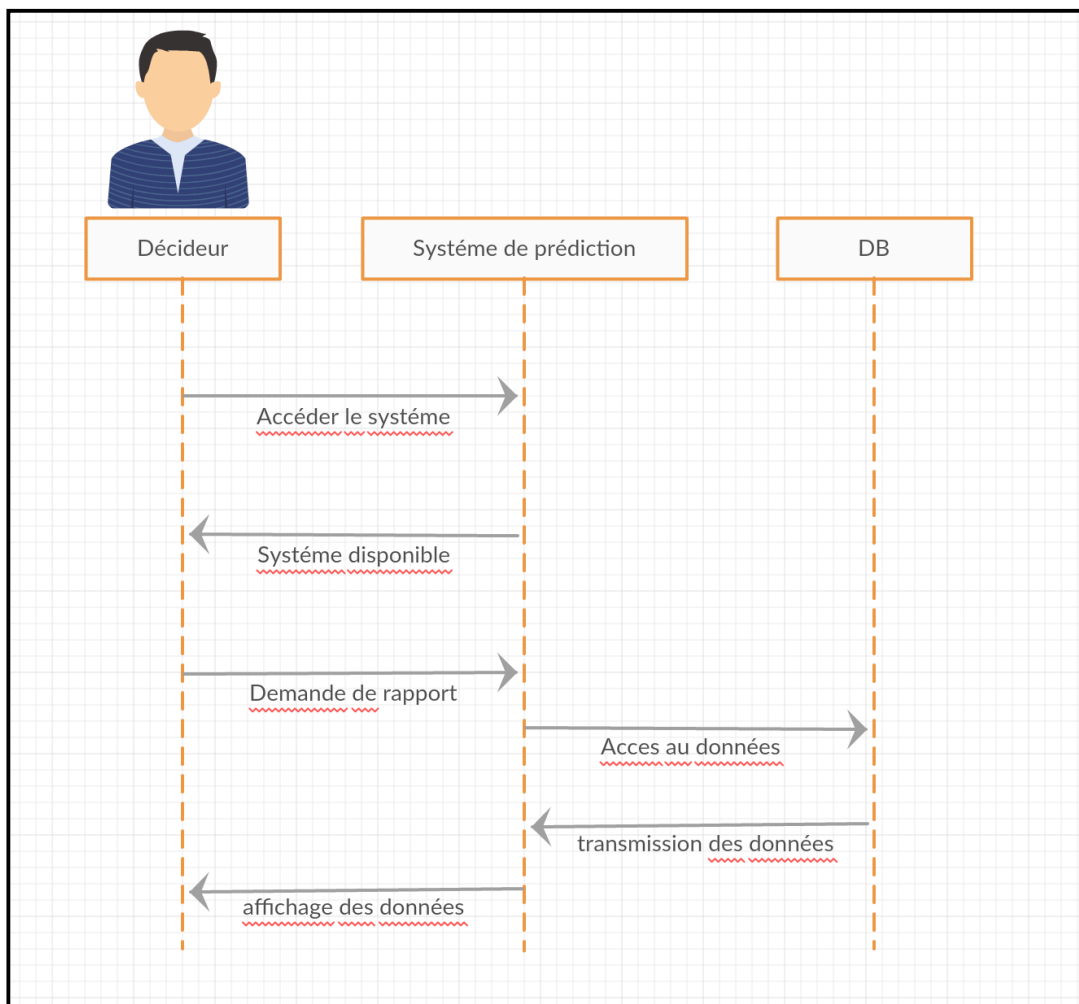 Décideur
Systéme de prédiction
DB
Accéder le systéme
Systéme disponible
Demande de rapport
Acces au données
transmission des données
affichage des données